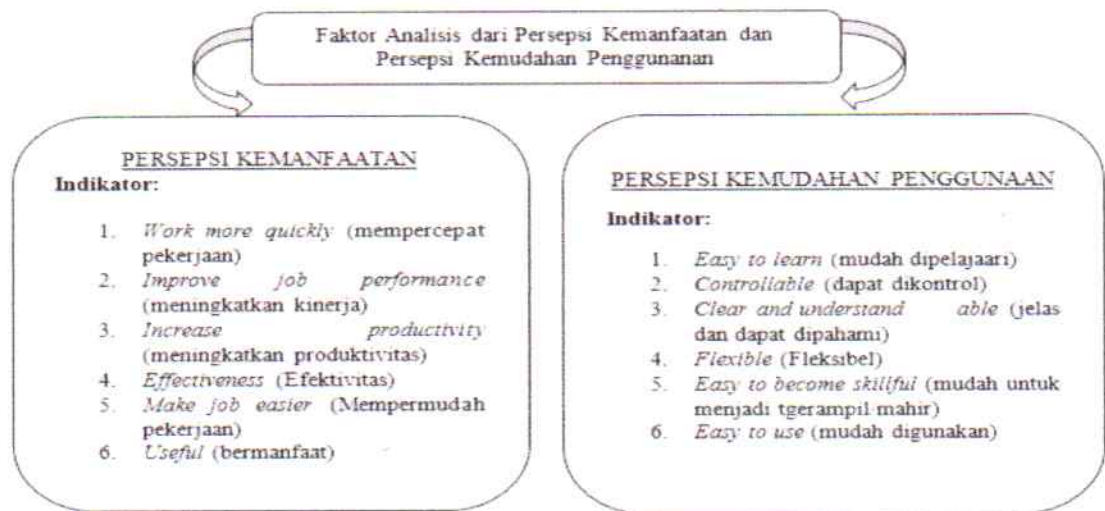 Faktor Analisis dari Persepsi Kemanfaatan dan
Persepsi Kemudahan Penggunanan
PERSEPSI KEMANFAATAN
Indikator:
1. Work more quickly (mempercepat
pekerjaan)
2. Improve job performance
(meningkatkan kinerja)
3. Increase productivity
(meningkatkan produktivitas)
4. Effectiveness (Efektivitas)
5. Make job easier (Mempermudah
pekerjaan)
6. Useful (bermanfaat)
PERSEPSI KEMUDAHAN PENGGUNAAN
Indikator:
1. Easy to learn (mudah dipelajaari)
2. Controllable (dapat dikontrol)
3. Clear and understand able (jelas
dan dapat dipahami)
4. Flexible (Fleksibel)
5. Easy to become skillful (mudah untuk
menjadi tgerampil mahir)
6. Easy to use (mudah digunakan)